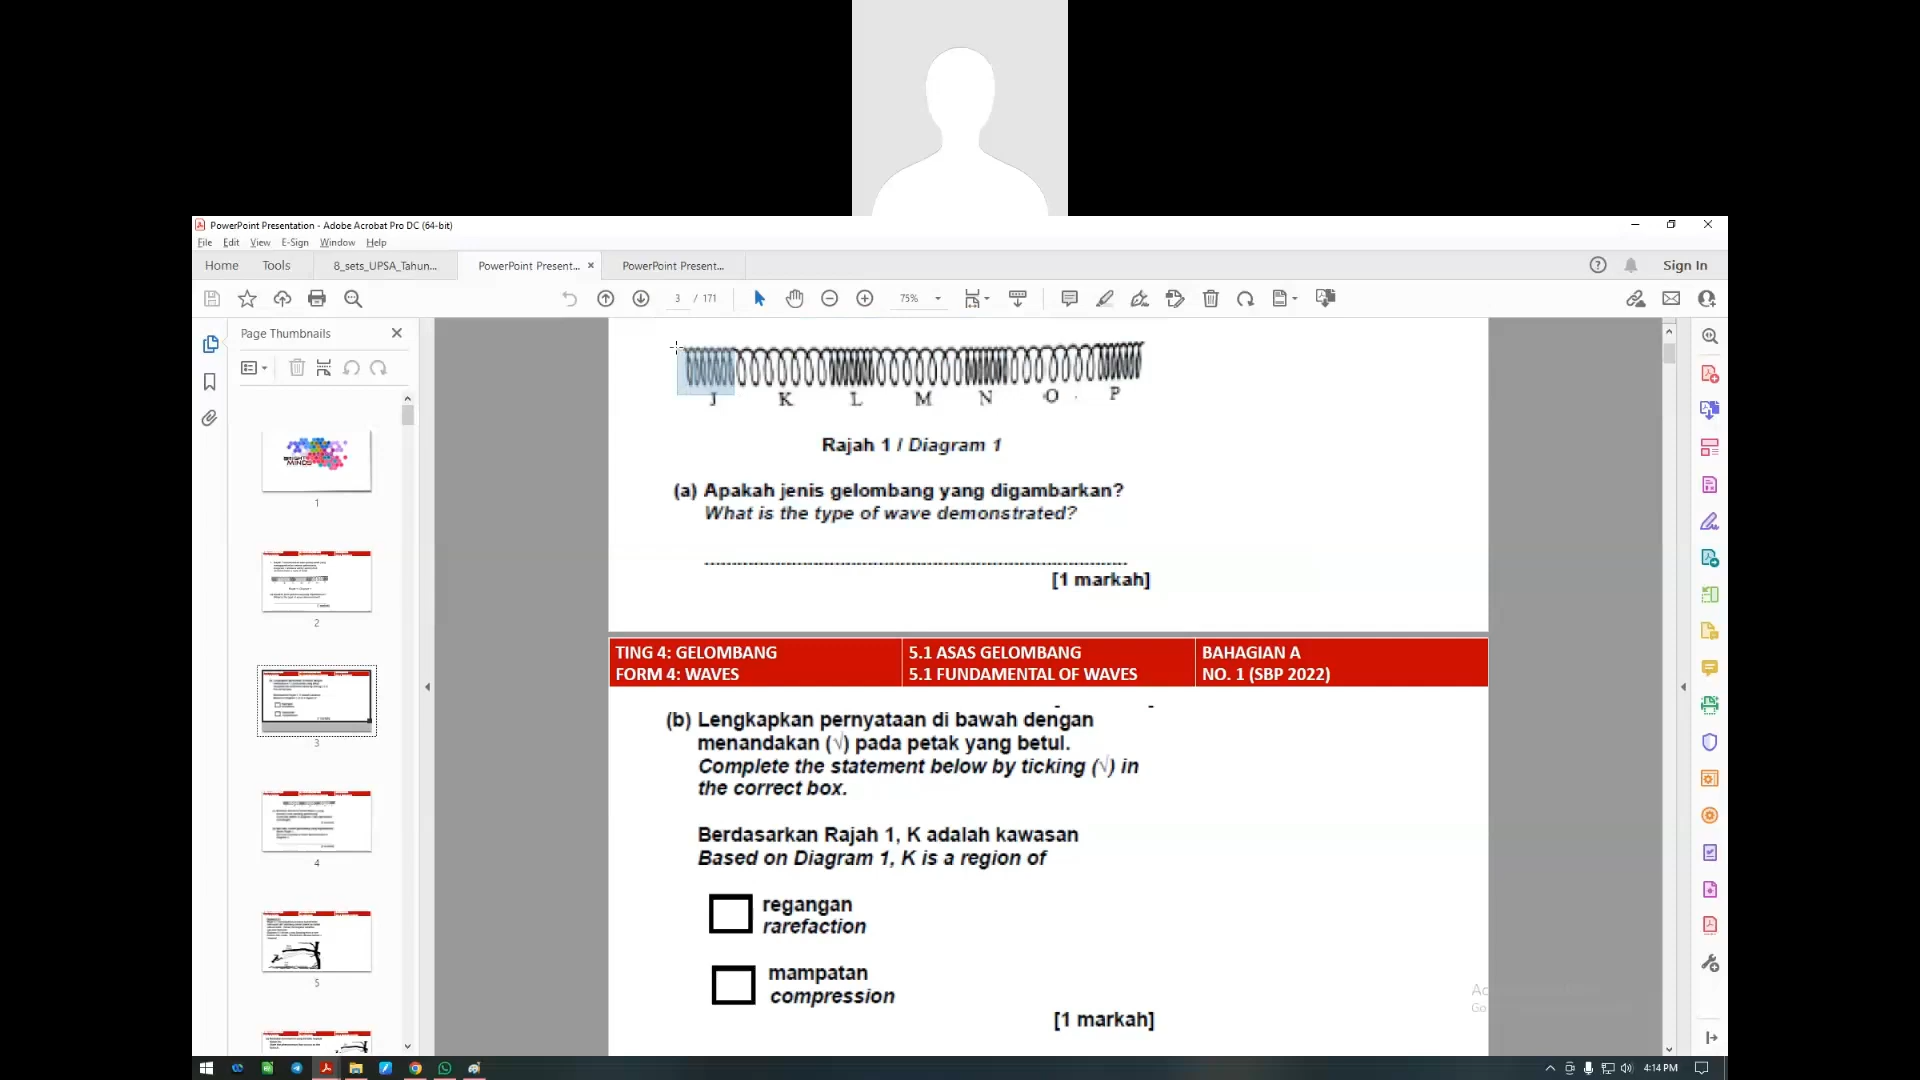 PowerPoint Presentation - Adobe Acrobat Pro DC (64-bit)
File Edit View E-Sign Window Help
Home Tools 8_sets_UPSA_Tahun... PowerPoint Present... × PowerPoint Present... Sign In
3 / 171 75%
Page Thumbnails
1
2
3
4
5
J K L M N O P
Rajah 1 / Diagram 1
(a) Apakah jenis gelombang yang digambarkan?
What is the type of wave demonstrated?
[1 markah]
TING 4: GELOMBANG 5.1 ASAS GELOMBANG BAHAGIAN A
FORM 4: WAVES 5.1 FUNDAMENTAL OF WAVES NO. 1 (SBP 2022)
(b) Lengkapkan pernyataan di bawah dengan
menandakan (√) pada petak yang betul.
Complete the statement below by ticking (√) in
the correct box.
Berdasarkan Rajah 1, K adalah kawasan
Based on Diagram 1, K is a region of
regangan
rarefaction
mampatan
compression
[1 markah]
4:14 PM